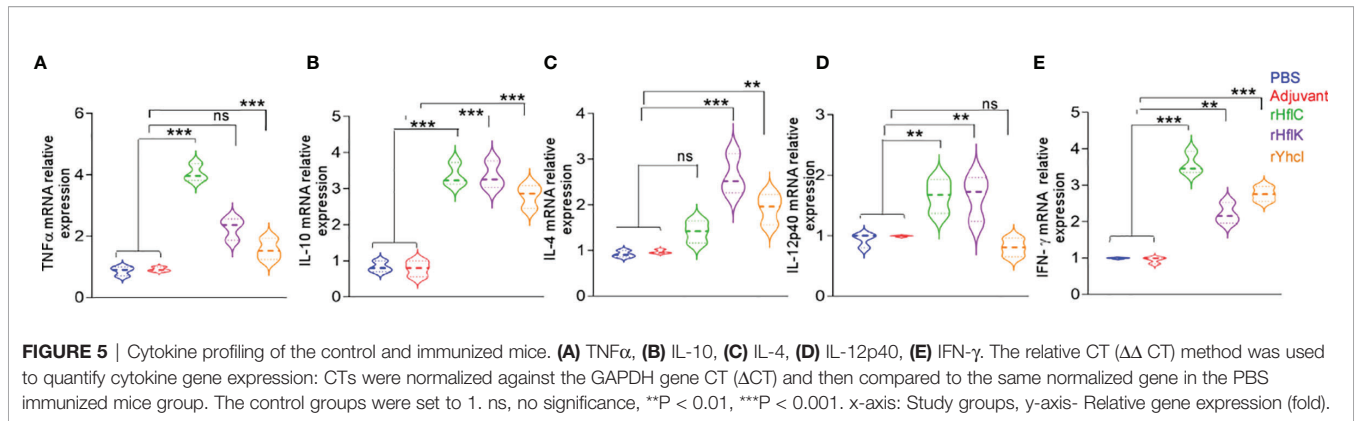 A
B
C
D
E
TNFα mRNA relative
expression
6
4
2
0
***
ns
***
IL-10 mRNA relative
expression
5
4
3
2
1
0
***
***
***
IL-4 mRNA relative
expression
4
3
2
1
0
ns
***
**
IL-12p40 mRNA relative
expression
3
2
1
0
**
**
ns
IFN- γ mRNA relative
expression
5
4
3
2
1
0
***
**
***
PBS
Adjuvant
rHflC
rHflK
rYhcI
FIGURE 5 | Cytokine profiling of the control and immunized mice. (A) TNFα, (B) IL-10, (C) IL-4, (D) IL-12p40, (E) IFN-γ. The relative CT (ΔΔ CT) method was used
to quantify cytokine gene expression: CTs were normalized against the GAPDH gene CT (ΔCT) and then compared to the same normalized gene in the PBS
immunized mice group. The control groups were set to 1. ns, no significance, **P < 0.01, ***P < 0.001. x-axis: Study groups, y-axis- Relative gene expression (fold).